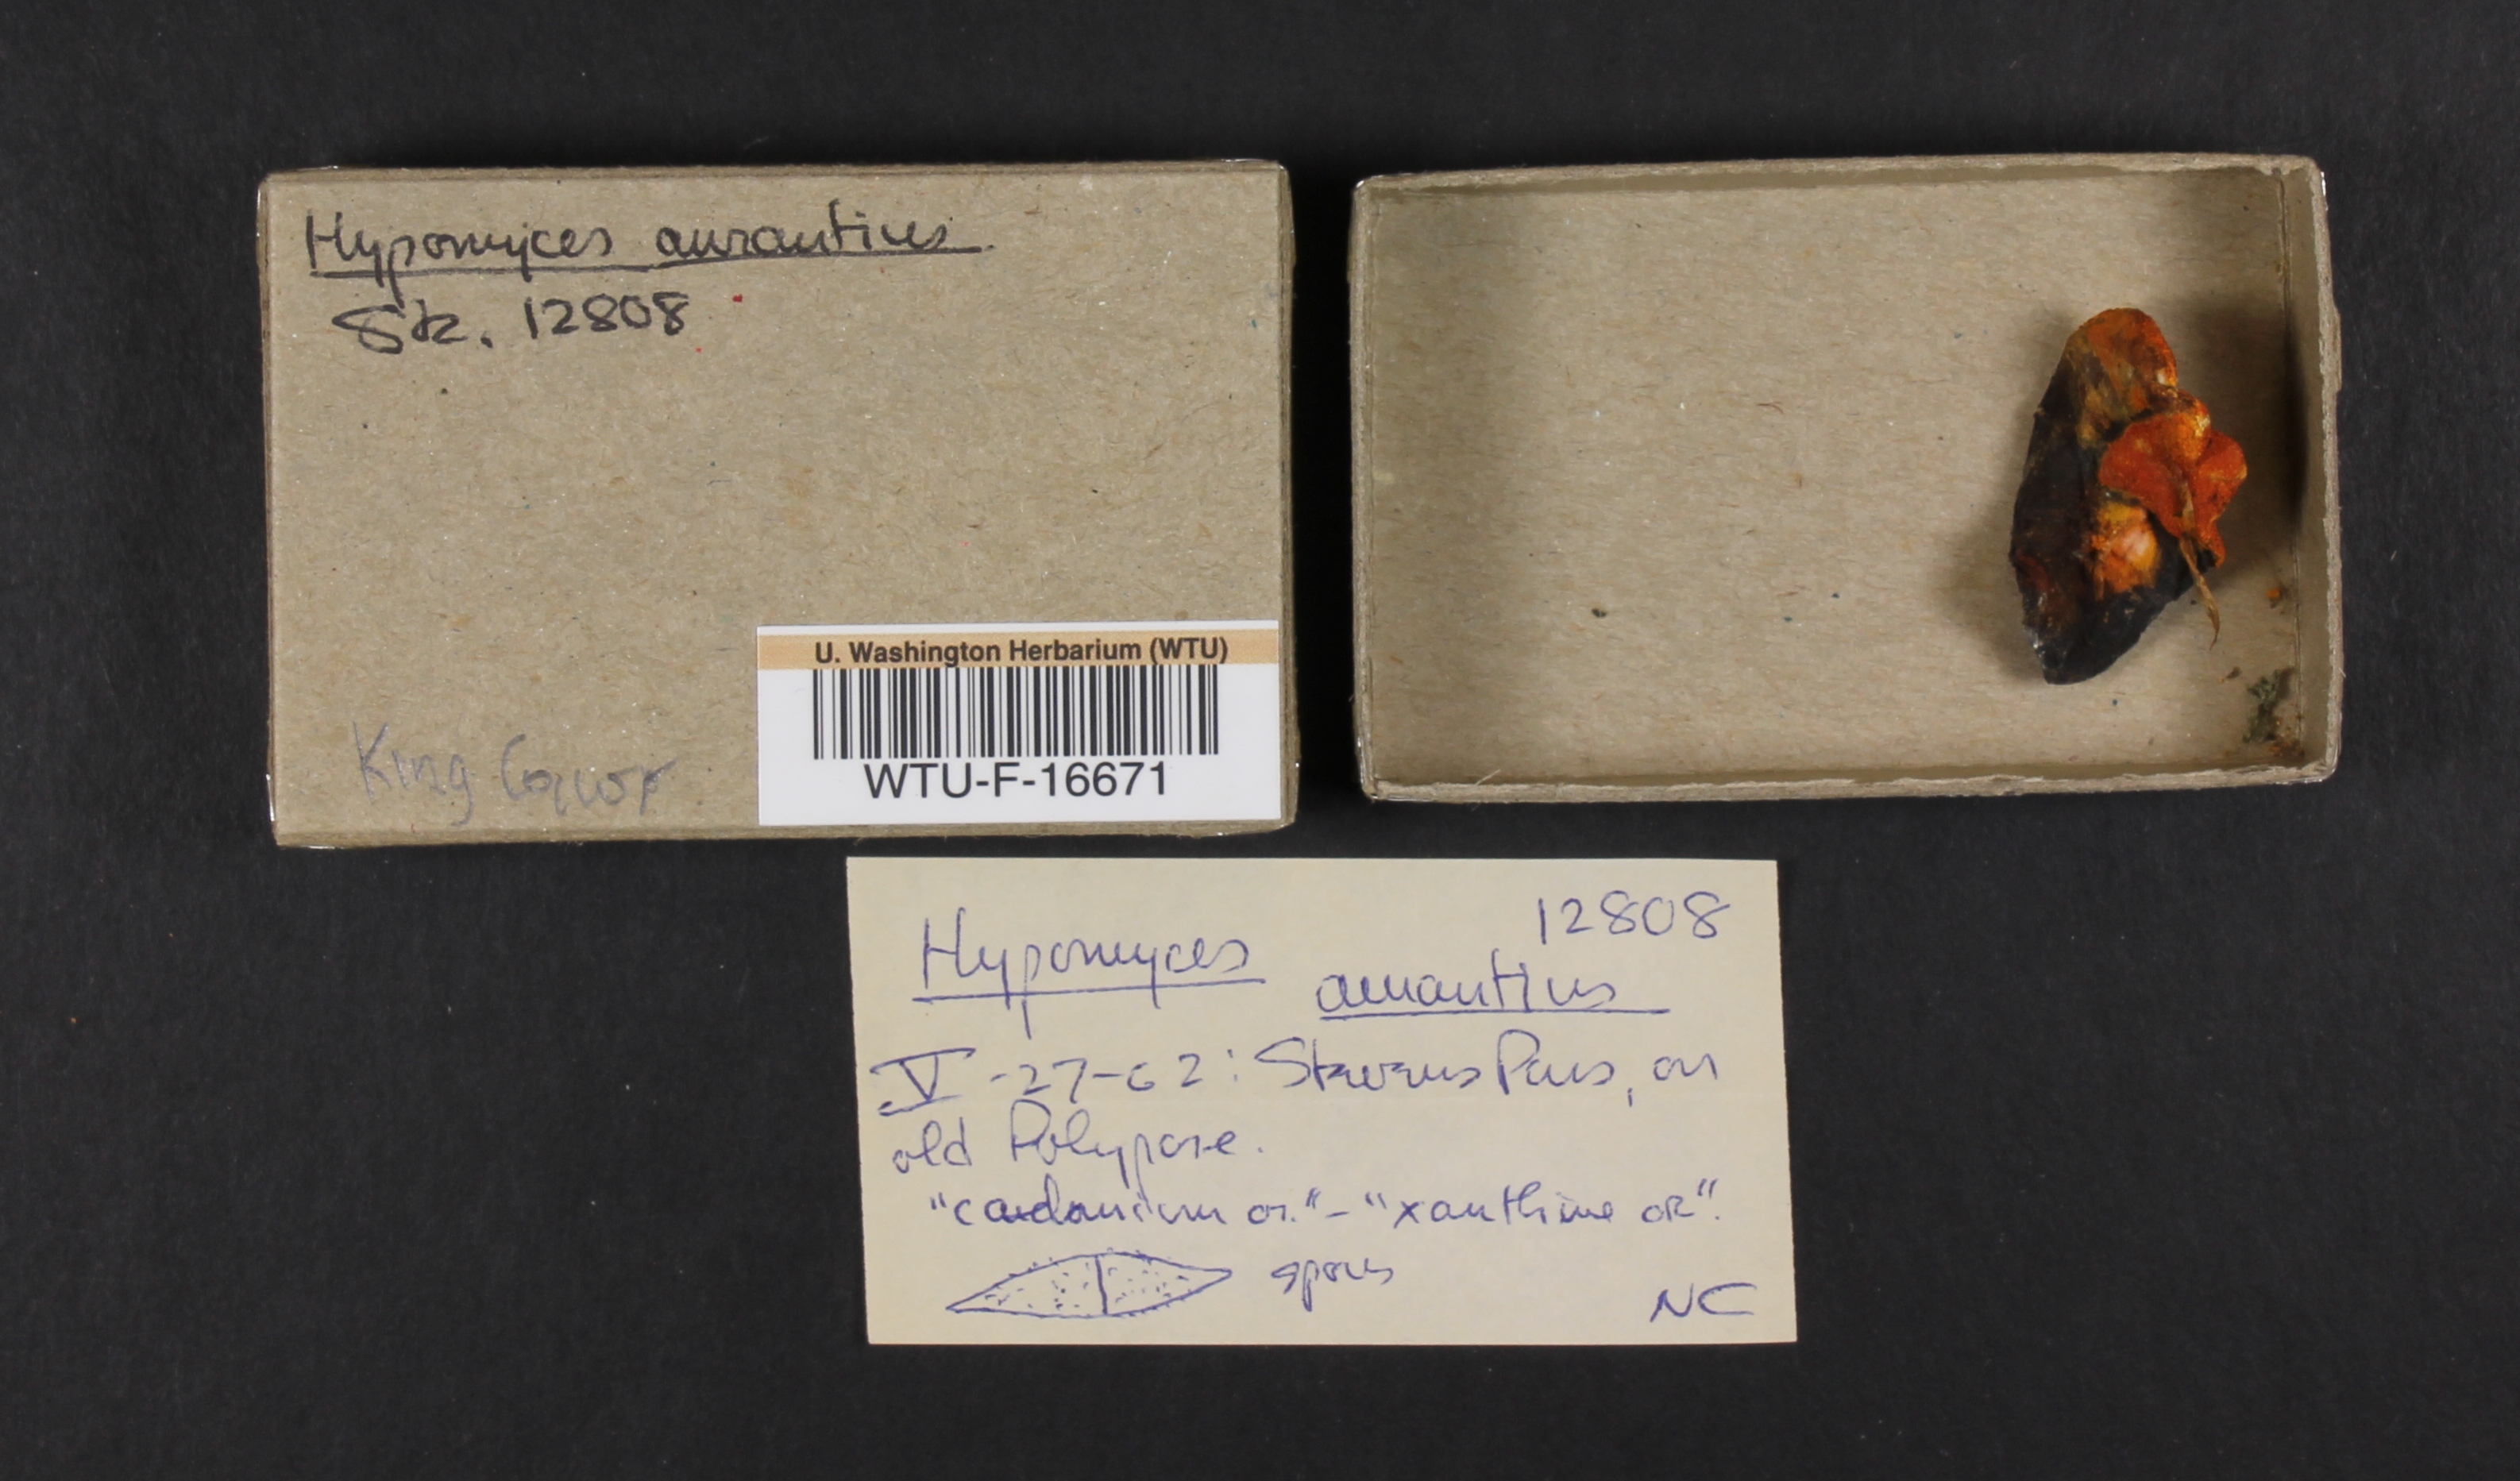 Hypomyces aurantius
Stz. 12808
King County
U. Washington Herbarium (WTU)
WTU-F-16671
12808
Hypomyces
aurantius
V-27-62: Stevens Pass, on
old Polypore.
"cadmium or." - "xanthine or".
spores
NC